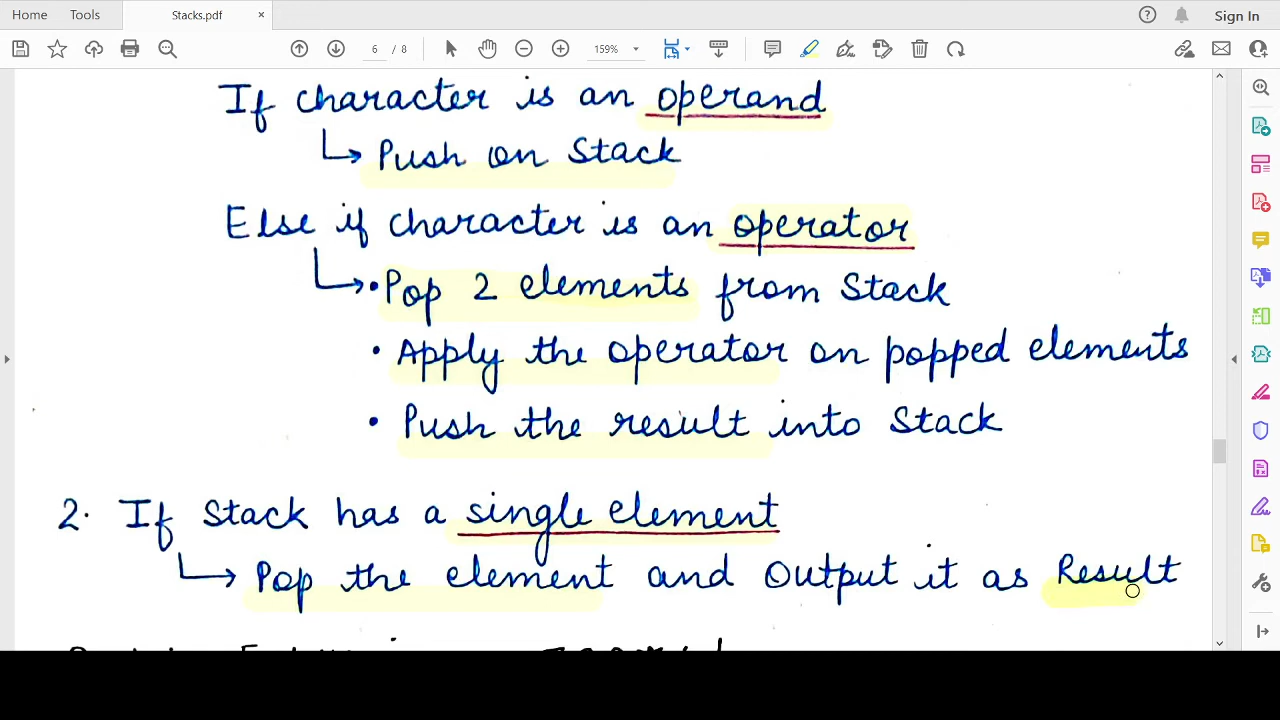 Home Tools Stacks.pdf × Sign In
6 / 8 159%
If character is an operand
Push on Stack
Else if character is an operator
• Pop 2 elements from Stack
• Apply the operator on popped elements
• Push the result into Stack
2. If Stack has a single element
Pop the element and Output it as Result